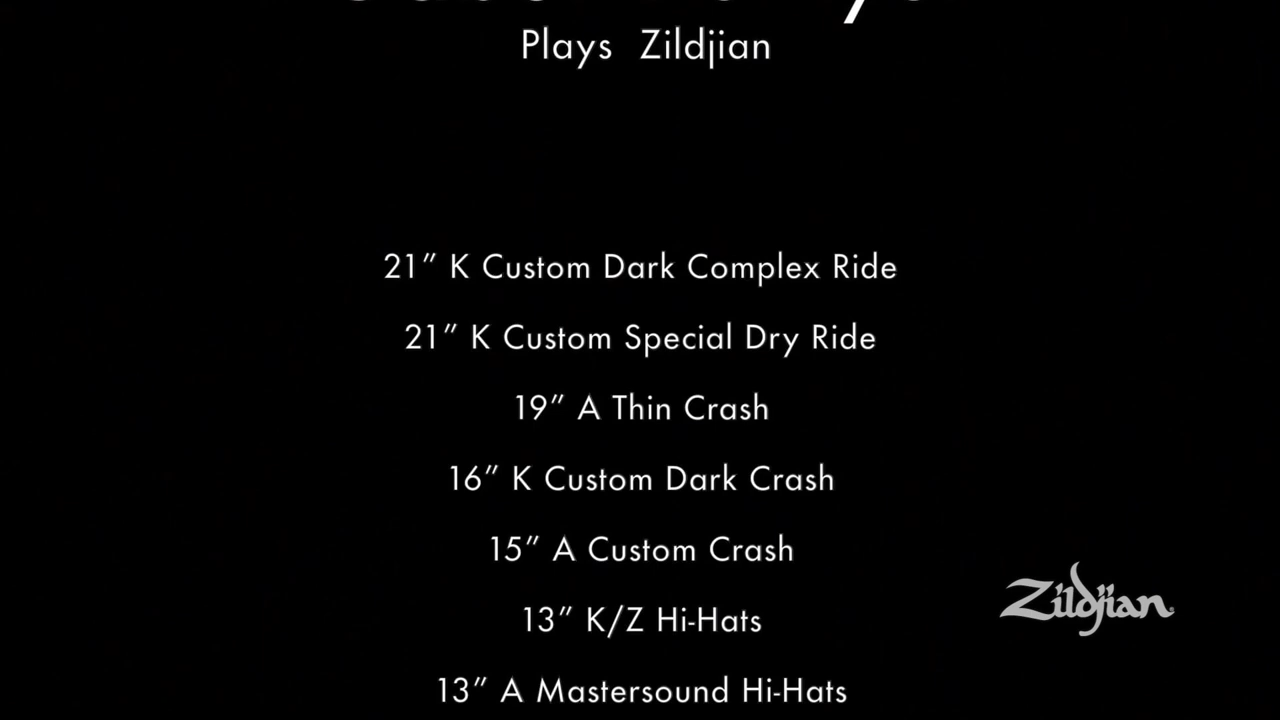 Plays Zildjian
21” K Custom Dark Complex Ride
21” K Custom Special Dry Ride
19” A Thin Crash
16” K Custom Dark Crash
15” A Custom Crash
13” K/Z Hi-Hats
Zildjian
13” A Mastersound Hi-Hats